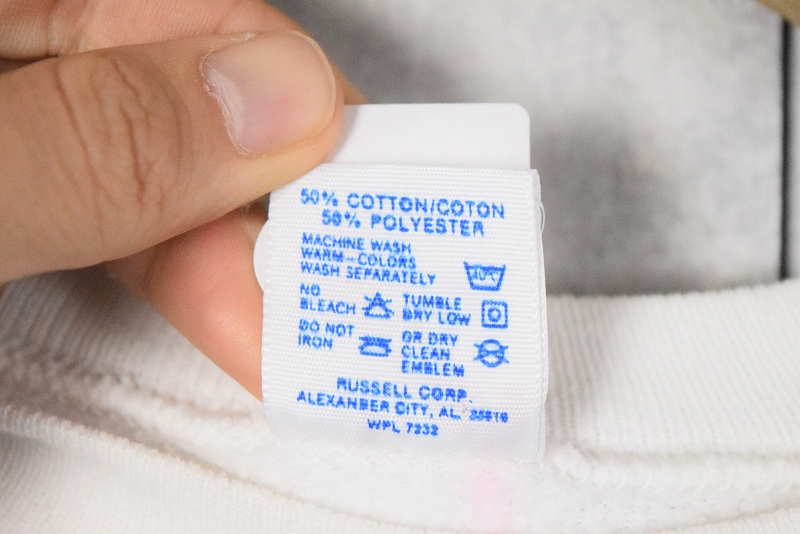 50% COTTON/COTON
50% POLYESTER
MACHINE WASH
WARM-COLORS
WASH SEPARATELY
40°C
NO
BLEACH
TUMBLE
DRY LOW
DO NOT
IRON
OR DRY
CLEAN
EMBLEM
RUSSELL CORP.
ALEXANDER CITY, AL.
WPL 7232